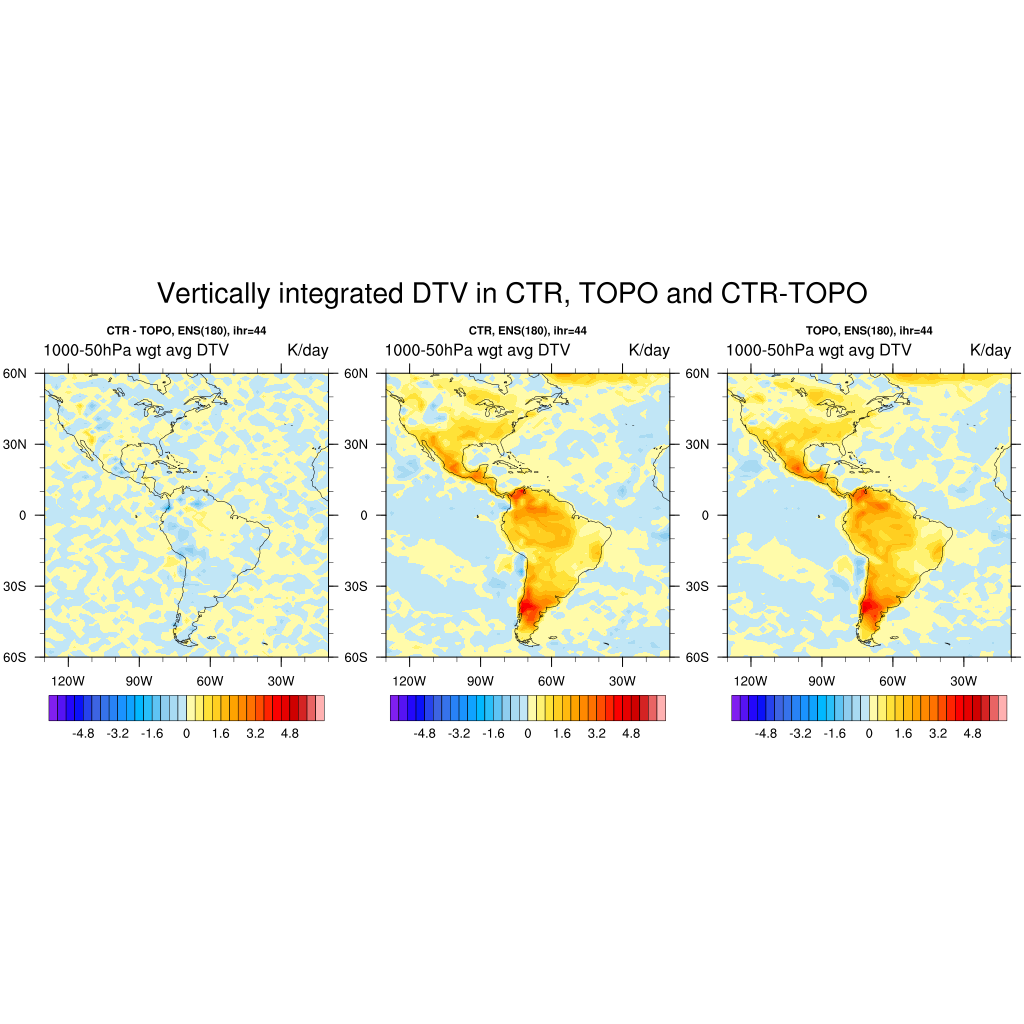 Vertically integrated DTV in CTR, TOPO and CTR-TOPO
CTR - TOPO, ENS(180), ihr=44
1000-50hPa wgt avg DTV K/day
60N
30N
0
30S
60S
120W 90W 60W 30W
-4.8 -3.2 -1.6 0 1.6 3.2 4.8
CTR, ENS(180), ihr=44
1000-50hPa wgt avg DTV K/day
60N
30N
0
30S
60S
120W 90W 60W 30W
-4.8 -3.2 -1.6 0 1.6 3.2 4.8
TOPO, ENS(180), ihr=44
1000-50hPa wgt avg DTV K/day
60N
30N
0
30S
60S
120W 90W 60W 30W
-4.8 -3.2 -1.6 0 1.6 3.2 4.8